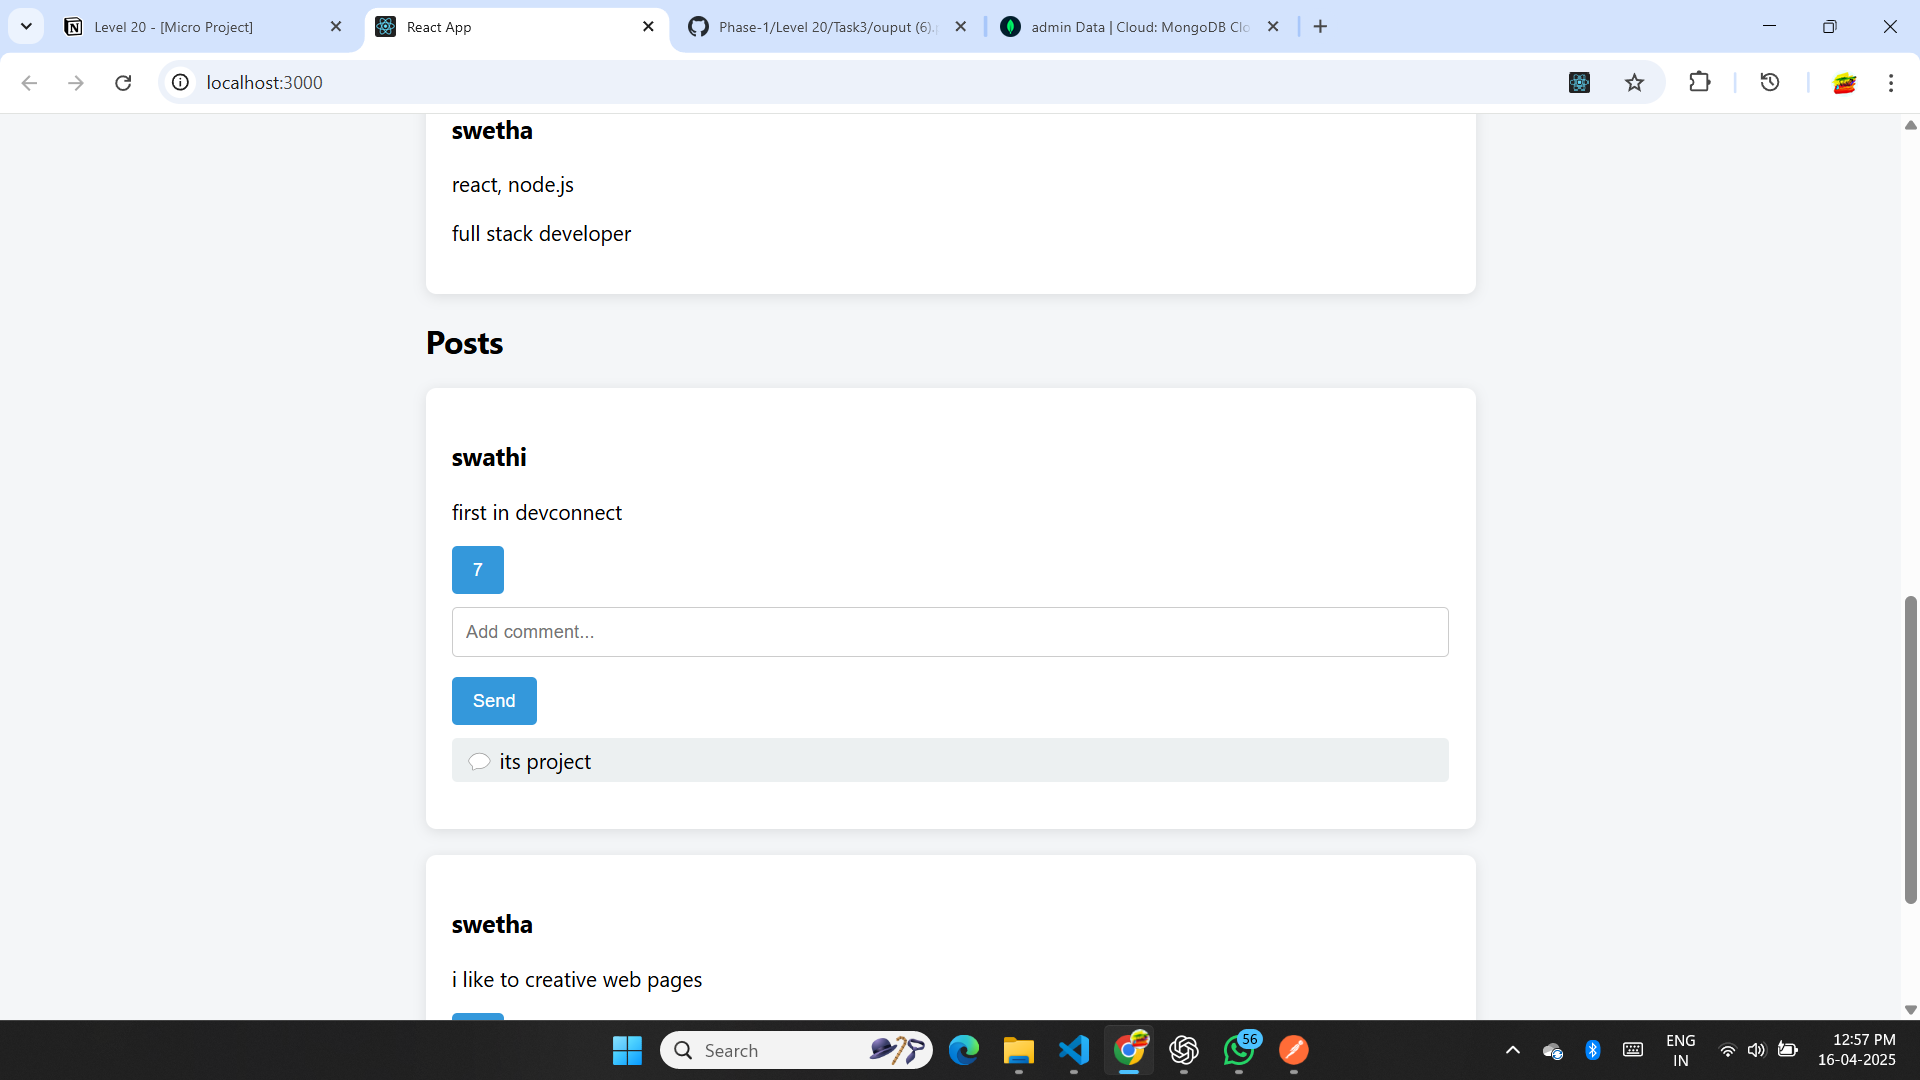 Level 20 - [Micro Project]
React App
Phase-1/Level 20/Task3/ouput (6).p
admin Data | Cloud: MongoDB Clo
localhost:3000
swetha
react, node.js
full stack developer
Posts
swathi
first in devconnect
7
Add comment...
Send
its project
swetha
i like to creative web pages
Search
56
ENG
IN
12:57 PM
16-04-2025